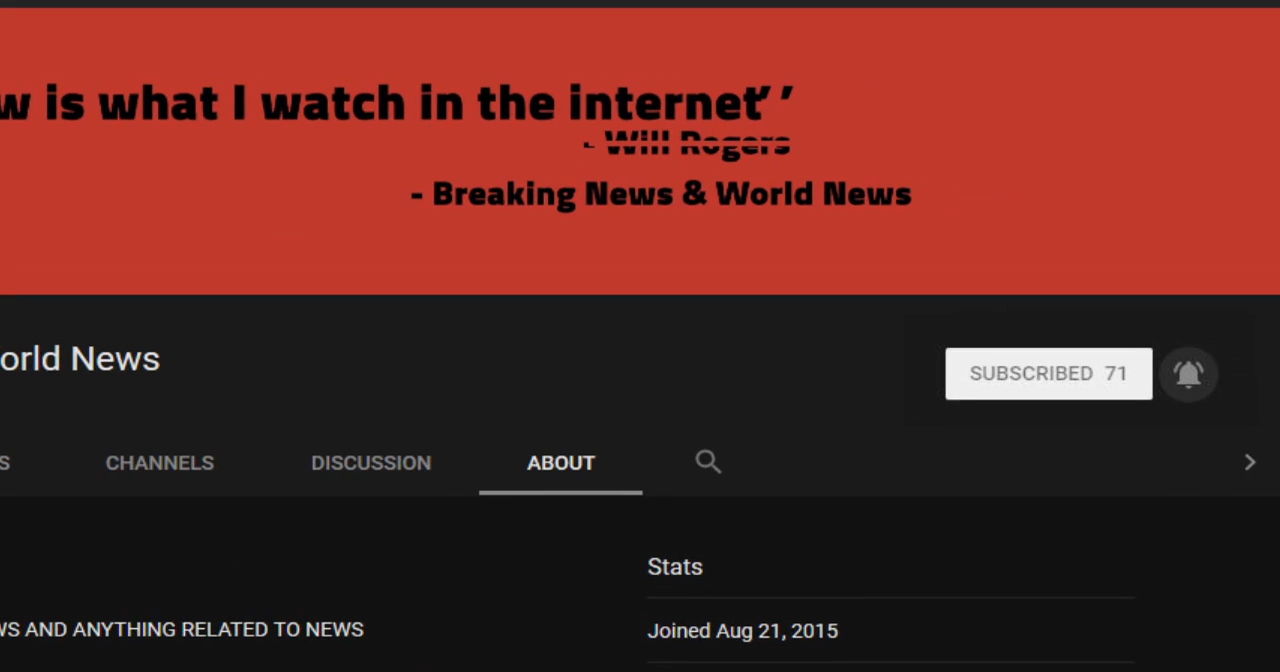 w is what I watch in the internet’’
- Will Rogers
- Breaking News & World News
orld News
SUBSCRIBED 71
S CHANNELS DISCUSSION ABOUT
Stats
WS AND ANYTHING RELATED TO NEWS
Joined Aug 21, 2015